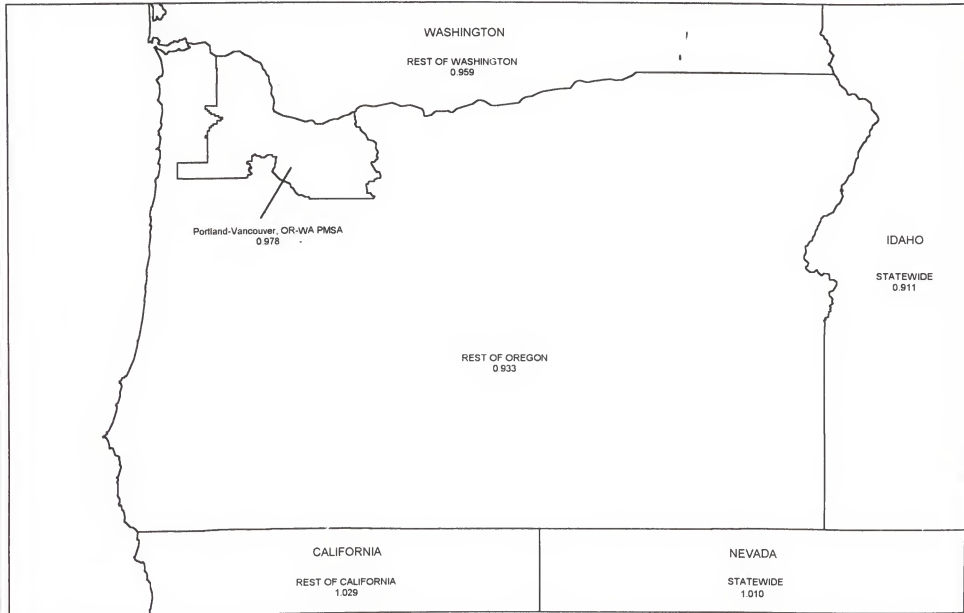 WASHINGTON
REST OF WASHINGTON
0.959
Portland-Vancouver, OR-WA PMSA
0.978
IDAHO
STATEWIDE
0.911
REST OF OREGON
0.933
CALIFORNIA
REST OF CALIFORNIA
1.029
NEVADA
STATEWIDE
1.010